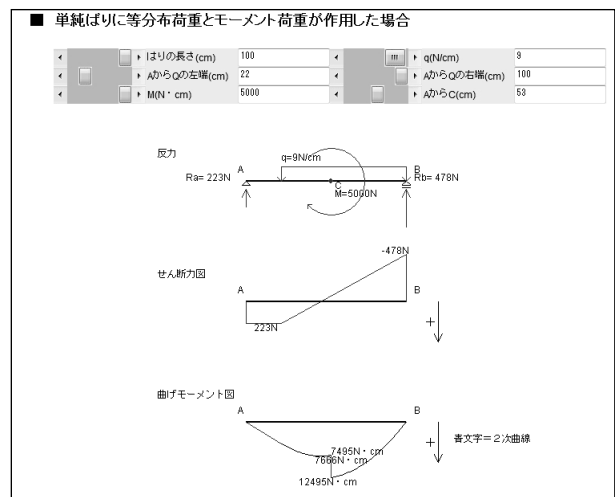 ■ 単純ばりに等分布荷重とモーメント荷重が作用した場合
はりの長さ(cm) 100 q(N/cm) 9
AからQの左端(cm) 22 AからQの右端(cm) 100
M(N・cm) 5000 AからC(cm) 53
反力
A q=9N/cm B
Ra= 223N Rb= 478N
C
M=5000N
-478N
せん断力図
A B
223N
+
曲げモーメント図
A B
+ 青文字=2次曲線
7495N・cm
7666N・cm
12495N・cm